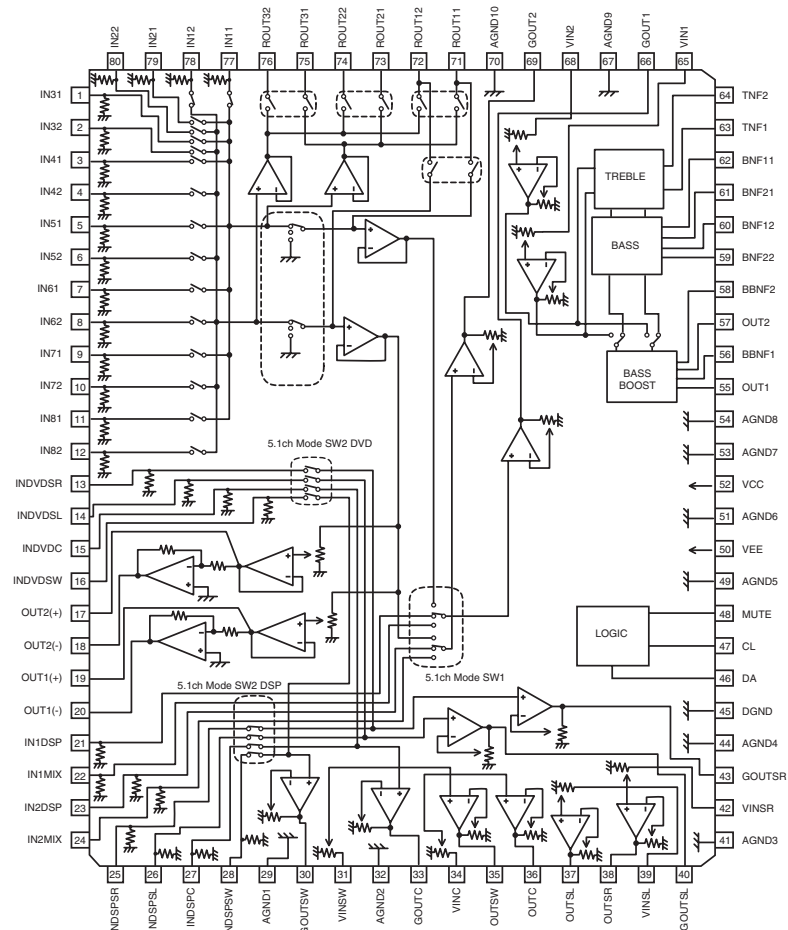 IN22
IN21
IN12
IN11
ROUT32
ROUT31
ROUT22
ROUT21
ROUT12
ROUT11
AGND10
GOUT2
VIN2
AGND9
GOUT1
VIN1
80
79
78
77
76
75
74
73
72
71
70
69
68
67
66
65
IN31 1
IN32 2
IN41 3
IN42 4
IN51 5
IN52 6
IN61 7
IN62 8
IN71 9
IN72 10
IN81 11
IN82 12
INDVDSR 13
INDVDSL 14
INDVDC 15
INDVDSW 16
OUT2(+) 17
OUT2(-) 18
OUT1(+) 19
OUT1(-) 20
IN1DSP 21
IN1MIX 22
IN2DSP 23
IN2MIX 24
64 TNF2
63 TNF1
62 BNF11
61 BNF21
60 BNF12
59 BNF22
58 BBNF2
57 OUT2
56 BBNF1
55 OUT1
54 AGND8
53 AGND7
52 VCC
51 AGND6
50 VEE
49 AGND5
48 MUTE
47 CL
46 DA
45 DGND
44 AGND4
43 GOUTSR
42 VINSR
41 AGND3
TREBLE
BASS
BASS
BOOST
LOGIC
5.1ch Mode SW2 DVD
5.1ch Mode SW2 DSP
5.1ch Mode SW1
+ -
+ -
+
-
+
-
+ -
+ -
+ -
+ -
+
-
+
-
+
-
+
-
+
-
+
-
+ -
+ -
+ -
+ -
+ -
+ -
25
26
27
28
29
30
31
32
33
34
35
36
37
38
39
40
NDSPSR
NDSPSL
INDSPC
NDSPSW
AGND1
GOUTSW
VINSW
AGND2
GOUTC
VINC
OUTSW
OUTC
OUTSL
OUTSR
VINSL
GOUTSL